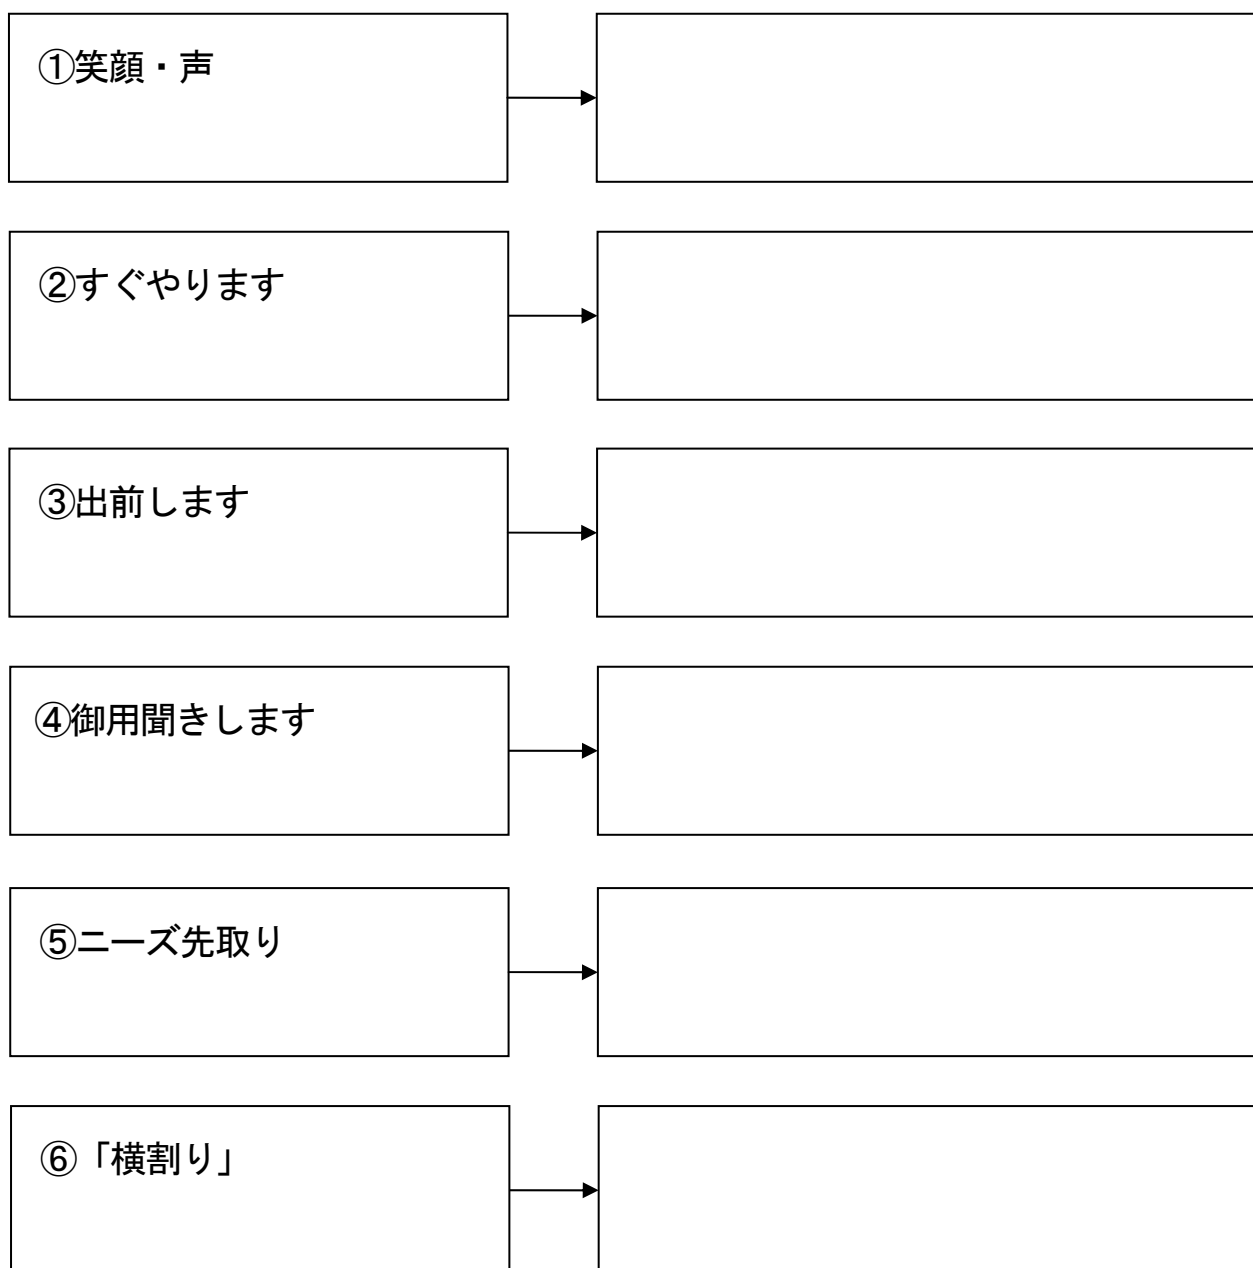 ①笑顔・声
②すぐやります
③出前します
④御用聞きします
⑤ニーズ先取り
⑥「横割り」